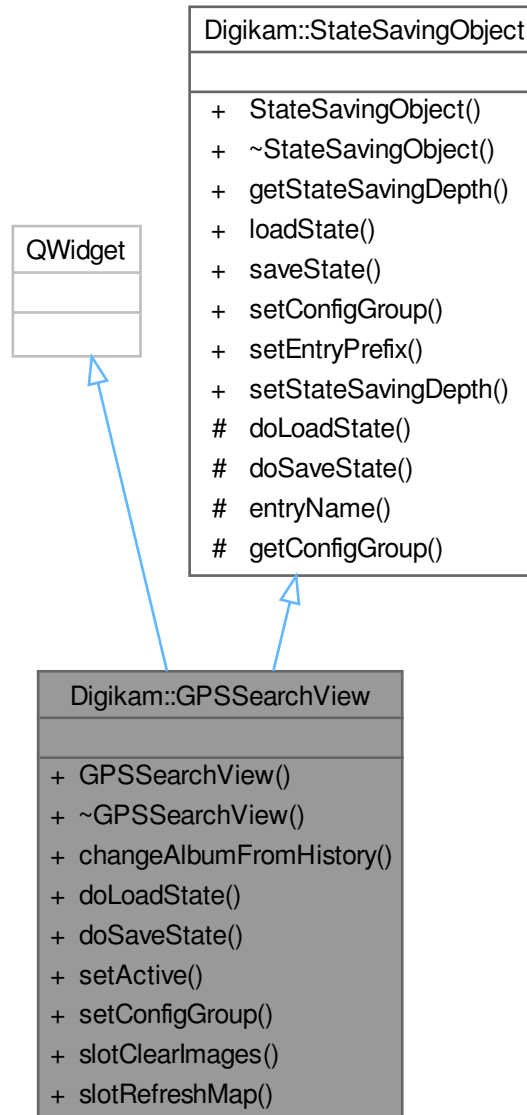 Digikam::StateSavingObject
+ StateSavingObject()
+ ~StateSavingObject()
+ getStateSavingDepth()
+ loadState()
+ saveState()
+ setConfigGroup()
+ setEntryPrefix()
+ setStateSavingDepth()
# doLoadState()
# doSaveState()
# entryName()
# getConfigGroup()
QWidget
Digikam::GPSSearchView
+ GPSSearchView()
+ ~GPSSearchView()
+ changeAlbumFromHistory()
+ doLoadState()
+ doSaveState()
+ setActive()
+ setConfigGroup()
+ slotClearImages()
+ slotRefreshMap()